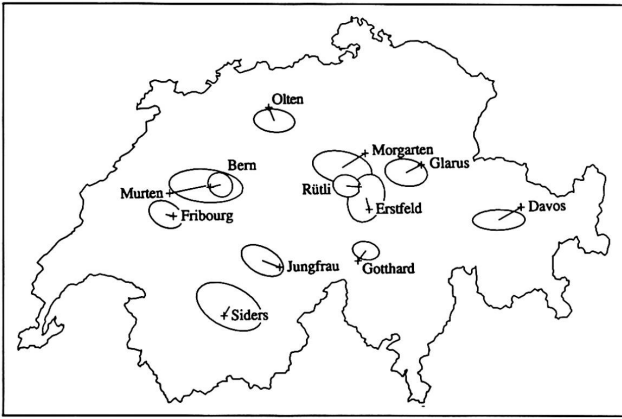 Olten
Morgarten
Bern
Glarus
Murten
Rütli
Fribourg
Erstfeld
Davos
Jungfrau
Gotthard
Siders